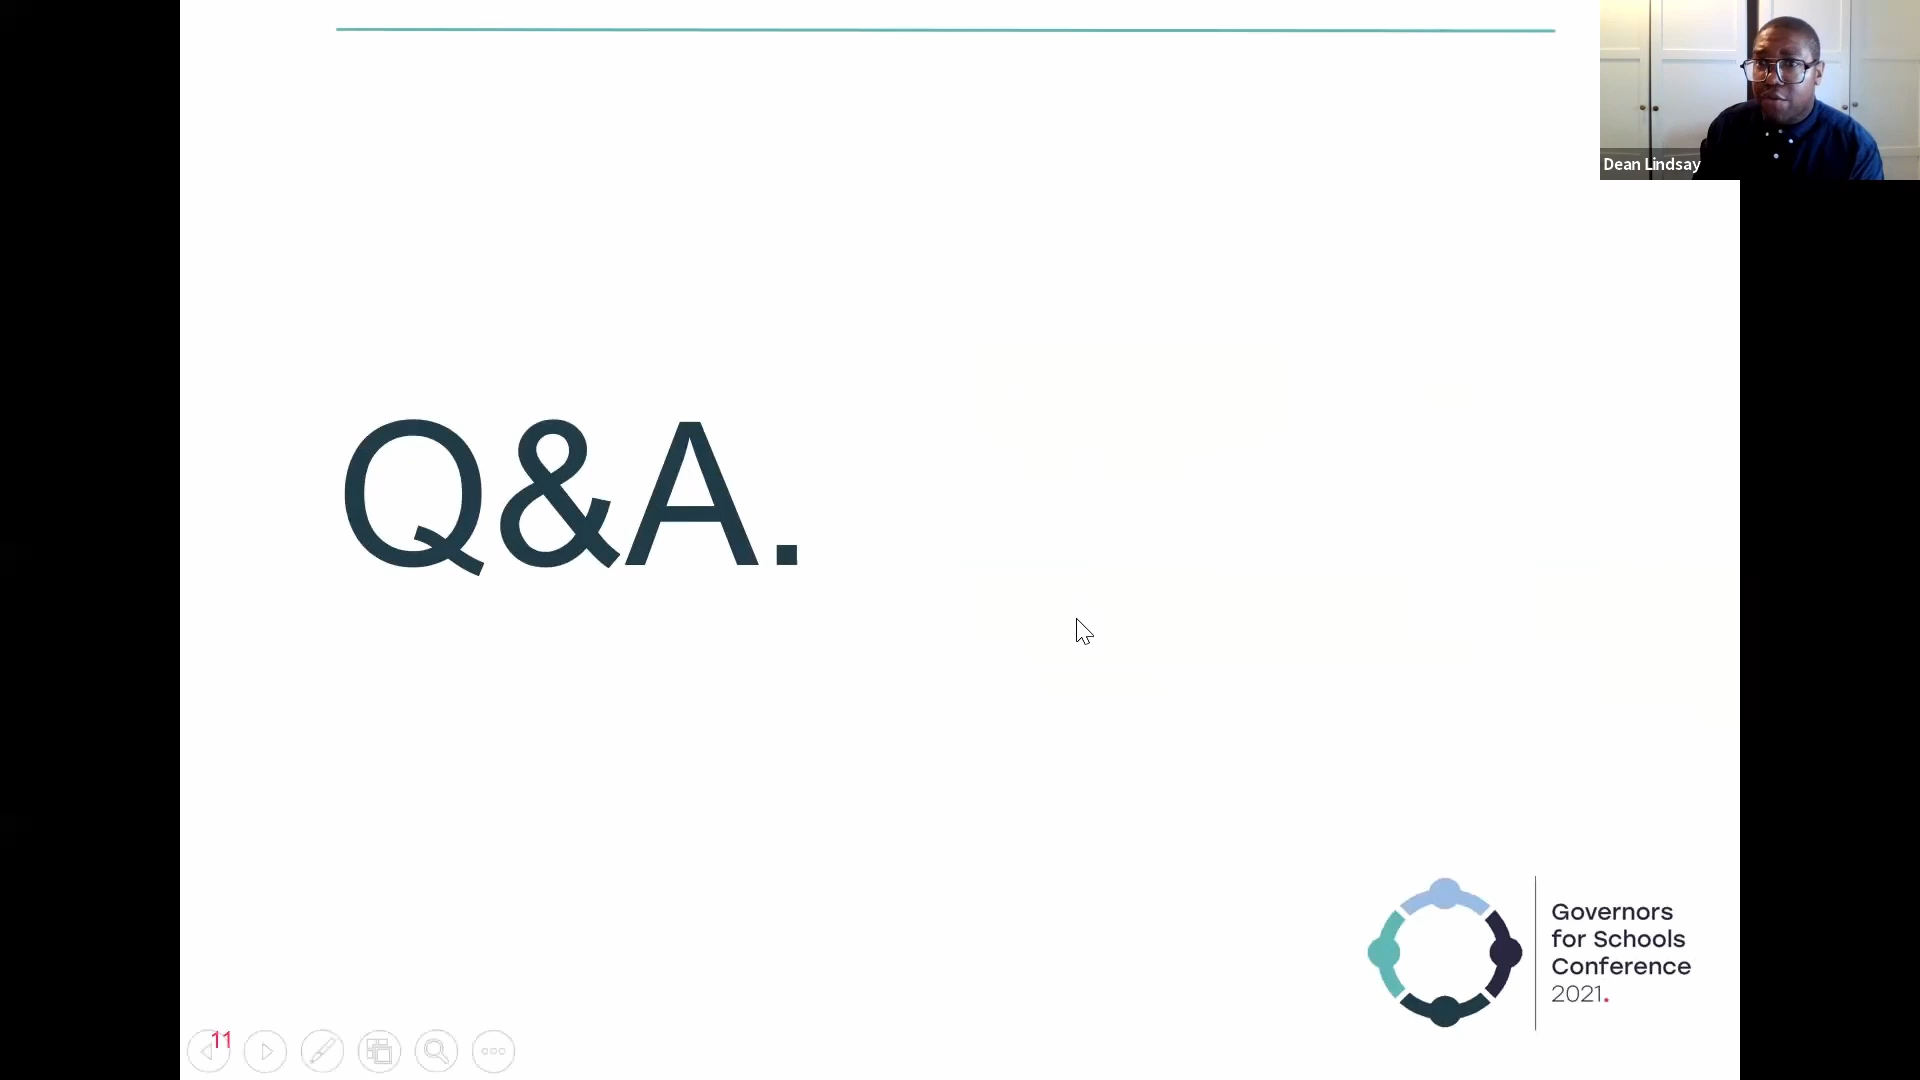 Dean Lindsay
Q&A.
Governors
for Schools
Conference
2021.
11